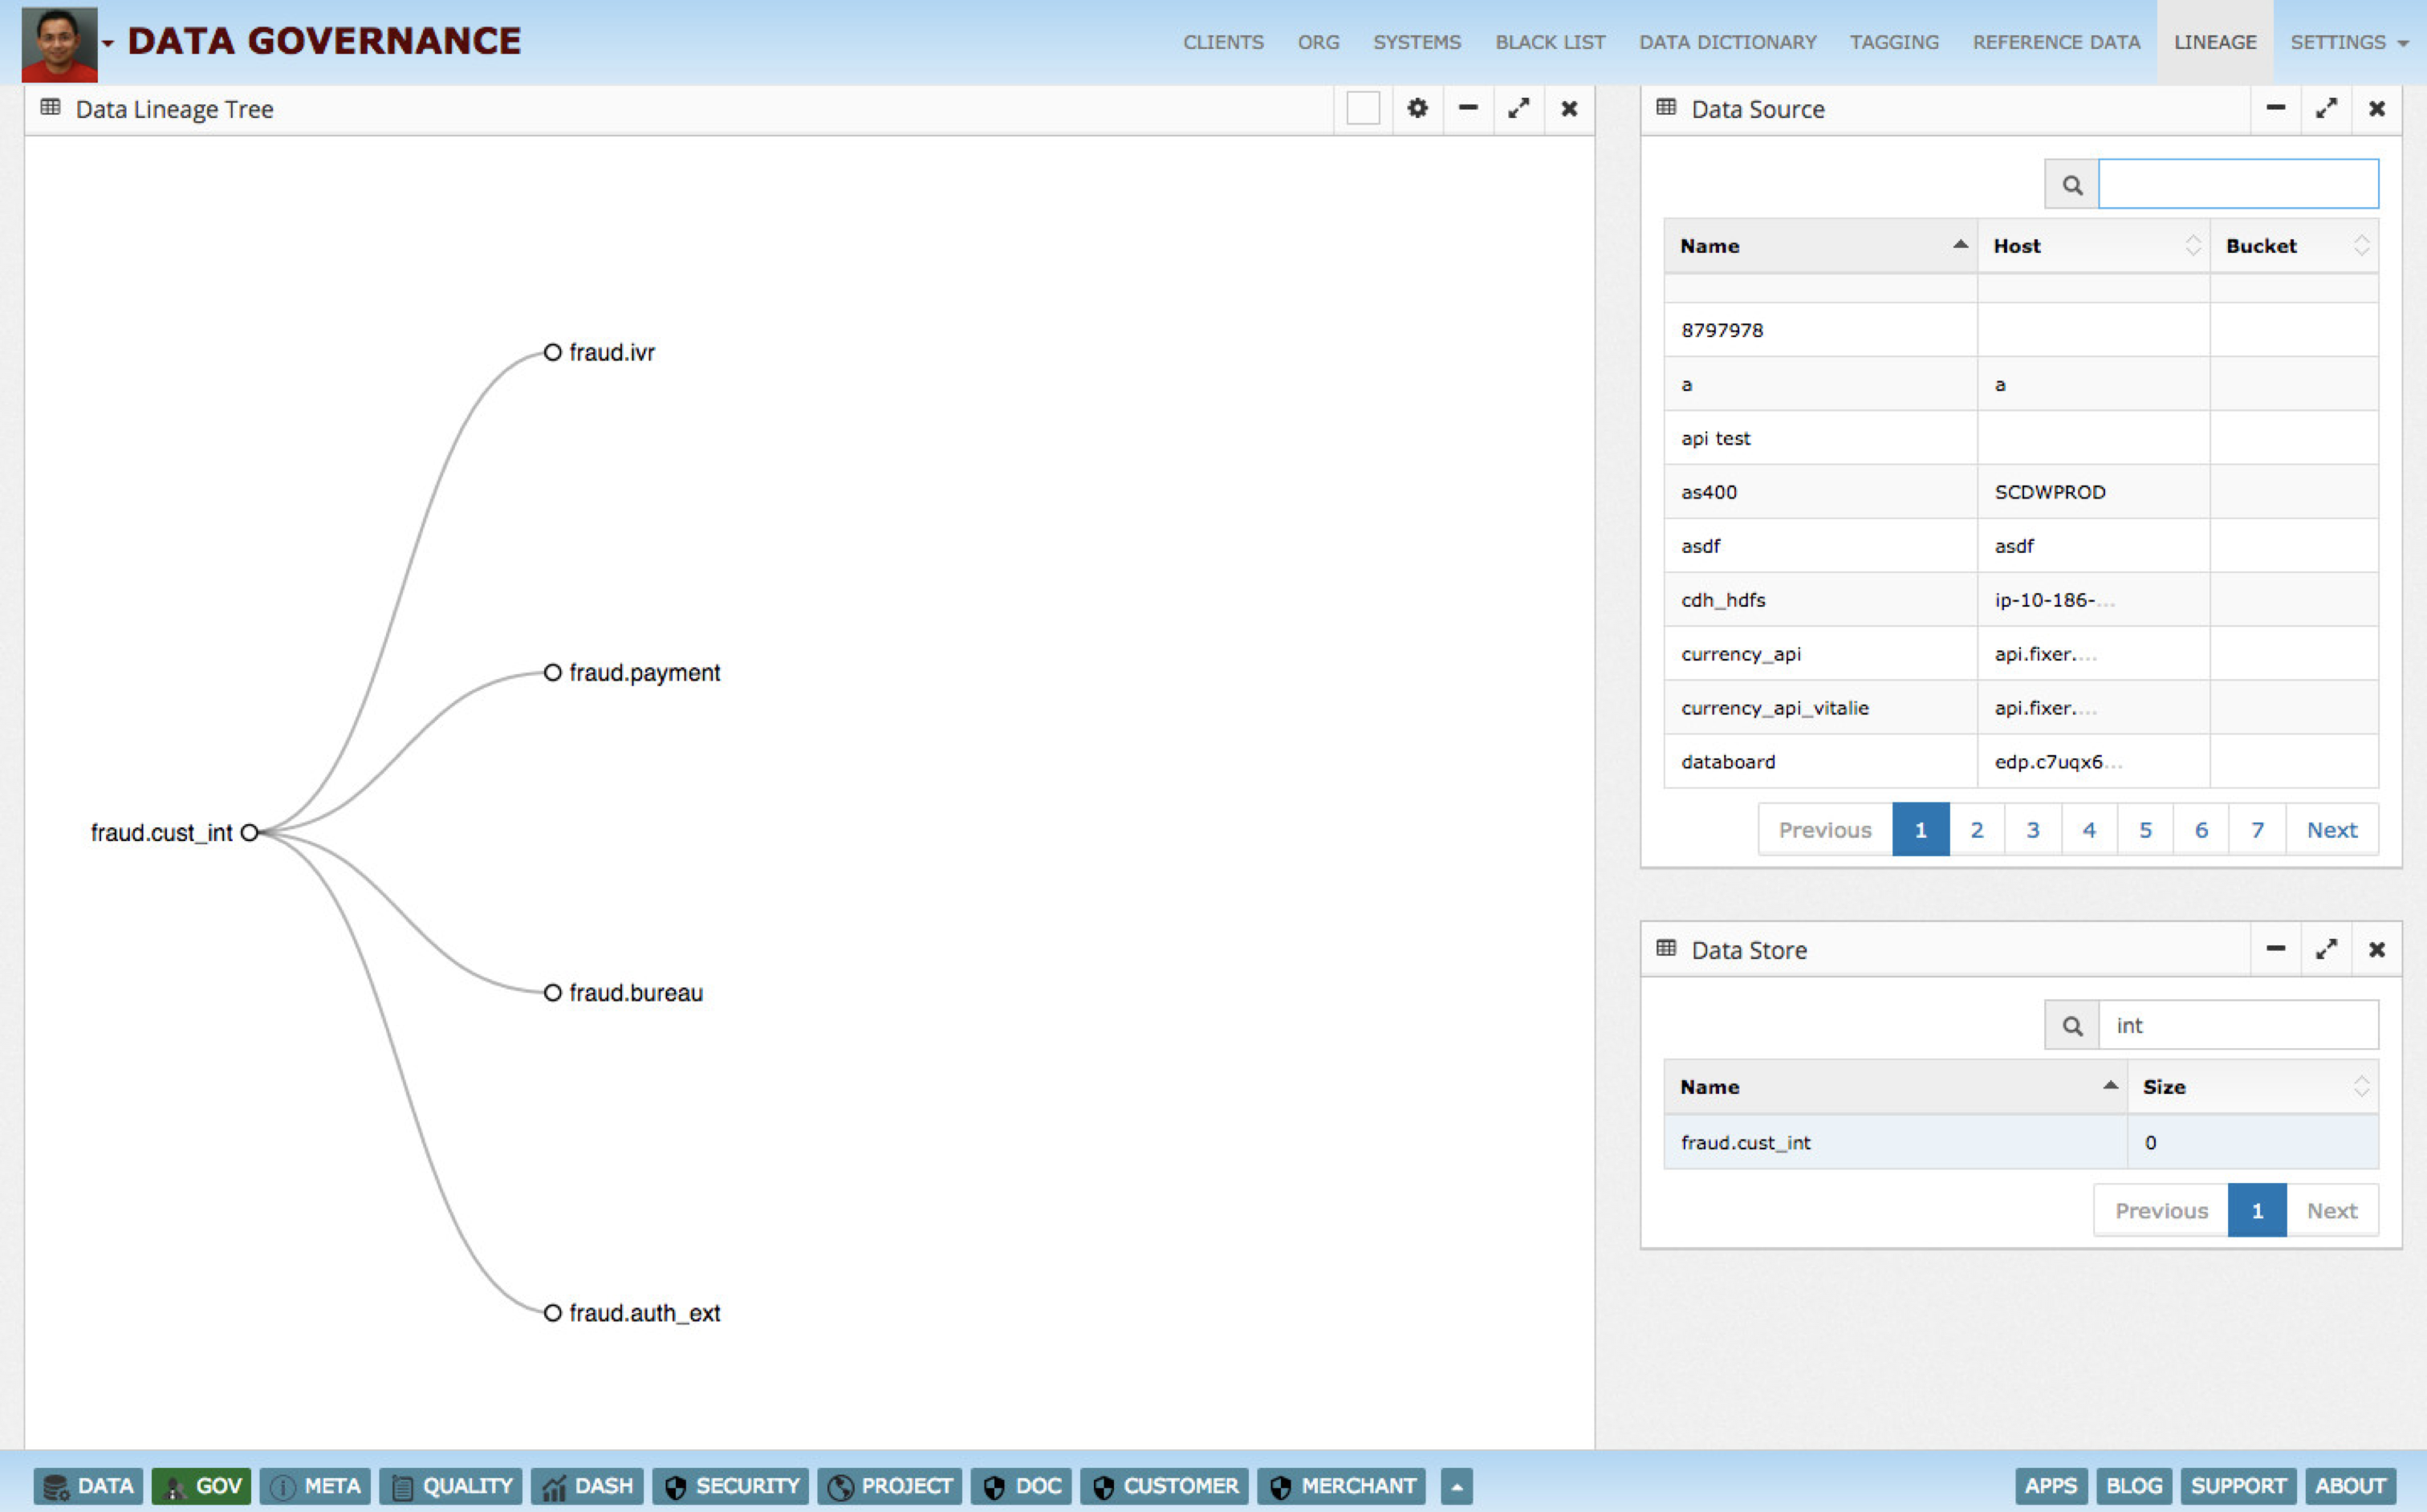 DATA GOVERNANCE
CLIENTS ORG SYSTEMS BLACK LIST DATA DICTIONARY TAGGING REFERENCE DATA LINEAGE SETTINGS
Data Lineage Tree
fraud.ivr
fraud.payment
fraud.cust_int
fraud.bureau
fraud.auth_ext
Data Source
Name Host Bucket
8797978
a a
api test
as400 SCDWPROD
asdf asdf
cdh_hdfs ip-10-186-...
currency_api api.fixer....
currency_api_vitalie api.fixer....
databoard edp.c7uqx6...
Previous 1 2 3 4 5 6 7 Next
Data Store
int
Name Size
fraud.cust_int 0
Previous 1 Next
DATA GOV META QUALITY DASH SECURITY PROJECT DOC CUSTOMER MERCHANT APPS BLOG SUPPORT ABOUT